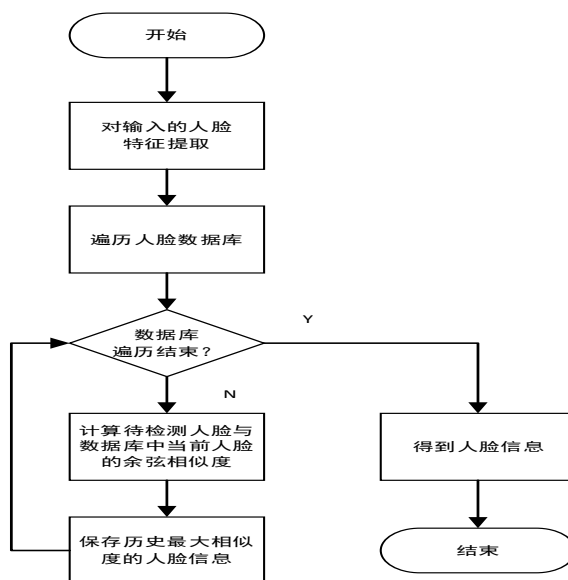 开始
对输入的人脸
特征提取
遍历人脸数据库
数据库
遍历结束？
Y
N
计算待检测人脸与
数据库中当前人脸
的余弦相似度
保存历史最大相似
度的人脸信息
得到人脸信息
结束